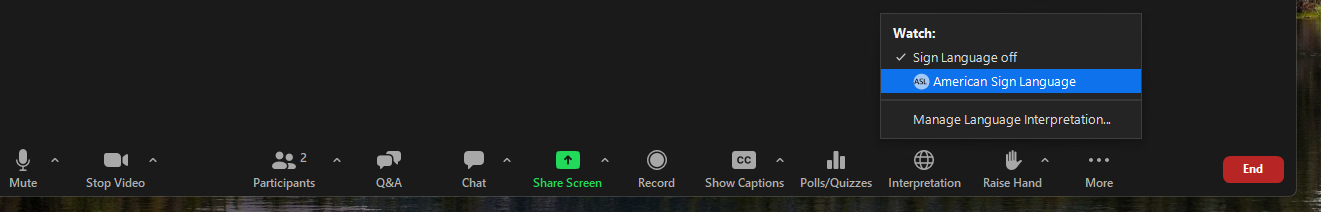 Watch:
Sign Language off
ASL American Sign Language
Manage Language Interpretation...
2
CC
Mute
Stop Video
Participants
Q&A
Chat
Share Screen
Record
Show Captions
Polls/Quizzes
Interpretation
Raise Hand
More
End